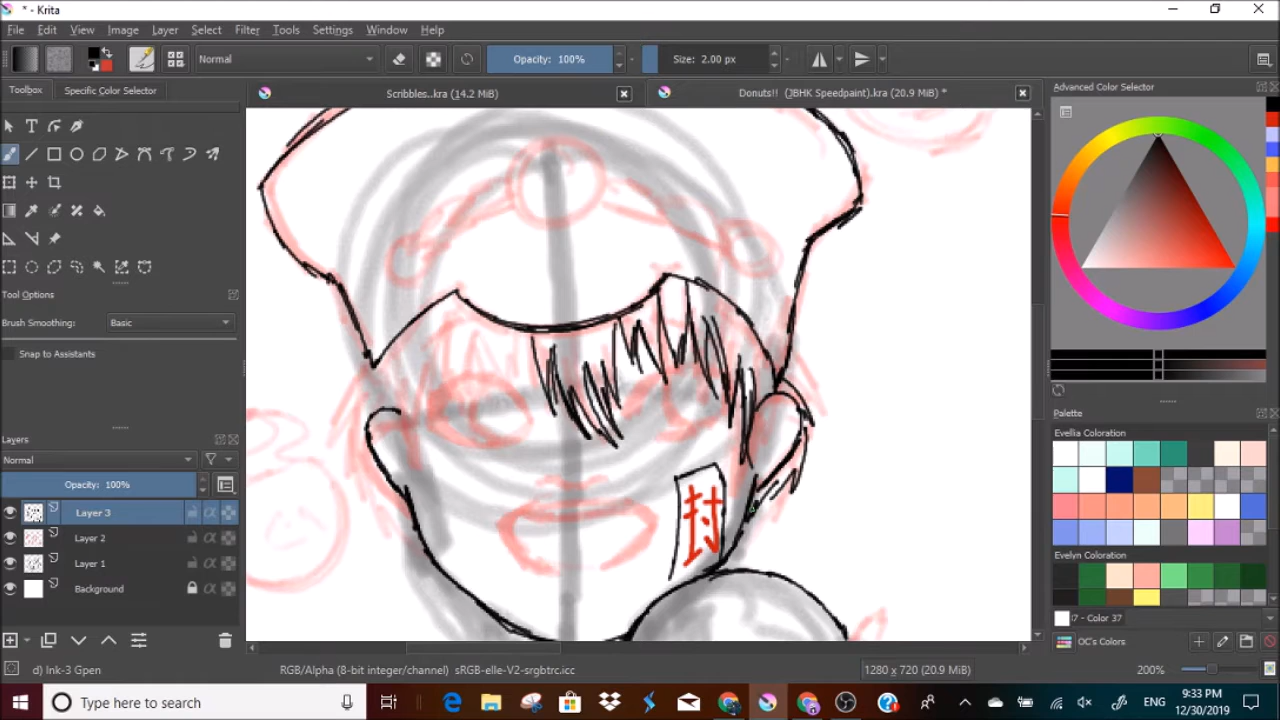 * - Krita
File Edit View Image Layer Select Filter Tools Settings Window Help
Normal Opacity: 100% Size: 2.00 px
Toolbox Specific Color Selector
Scribbles..kra (14.2 MiB)
Donuts!! (JBHK Speedpaint).kra (20.9 MiB) *
Advanced Color Selector
Tool Options
Brush Smoothing: Basic
Snap to Assistants
Layers
Normal
Opacity: 100%
Layer 3
Layer 2
Layer 1
Background
封
Palette
Evellia Coloration
Evelyn Coloration
i7 - Color 37
OC's Colors
d) Ink-3 Gpen
RGB/Alpha (8-bit integer/channel) sRGB-elle-V2-srgbtrc.icc
1280 x 720 (20.9 MiB)
200%
Type here to search
ENG
9:33 PM
12/30/2019